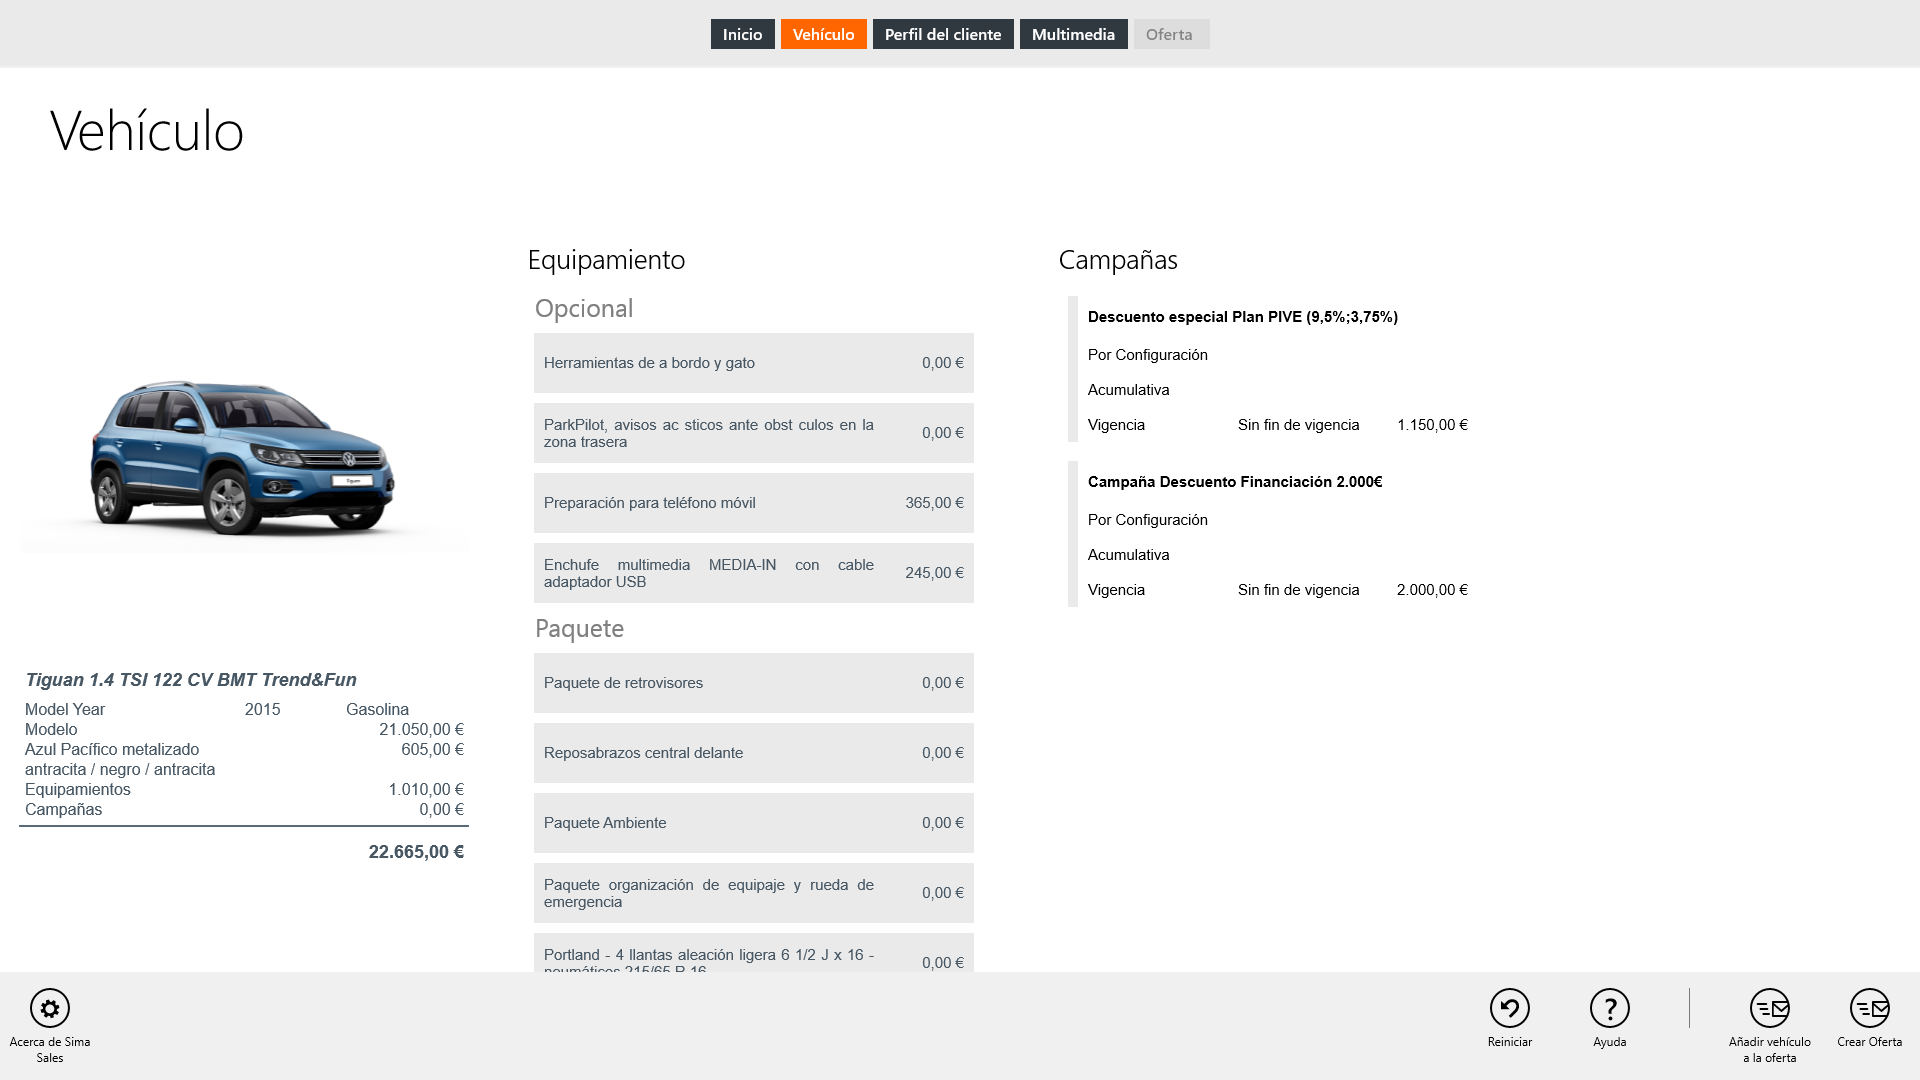 Inicio
Vehículo
Perfil del cliente
Multimedia
Oferta
Vehículo
Tiguan 1.4 TSI 122 CV BMT Trend&Fun
Model Year 2015 Gasolina
Modelo 21.050,00 €
Azul Pacífico metalizado 605,00 €
antracita / negro / antracita
Equipamientos 1.010,00 €
Campañas 0,00 €
22.665,00 €
Equipamiento
Opcional
Herramientas de a bordo y gato 0,00 €
ParkPilot, avisos ac sticos ante obst culos en la
zona trasera 0,00 €
Preparación para teléfono móvil 365,00 €
Enchufe multimedia MEDIA-IN con cable
adaptador USB 245,00 €
Paquete
Paquete de retrovisores 0,00 €
Reposabrazos central delante 0,00 €
Paquete Ambiente 0,00 €
Paquete organización de equipaje y rueda de
emergencia 0,00 €
Portland - 4 llantas aleación ligera 6 1/2 J x 16 -
neumáticos 215/65 R 16 0,00 €
Campañas
Descuento especial Plan PIVE (9,5%;3,75%)
Por Configuración
Acumulativa
Vigencia Sin fin de vigencia 1.150,00 €
Campaña Descuento Financiación 2.000€
Por Configuración
Acumulativa
Vigencia Sin fin de vigencia 2.000,00 €
Acerca de Sima
Sales
Reiniciar
Ayuda
Añadir vehículo
a la oferta
Crear Oferta